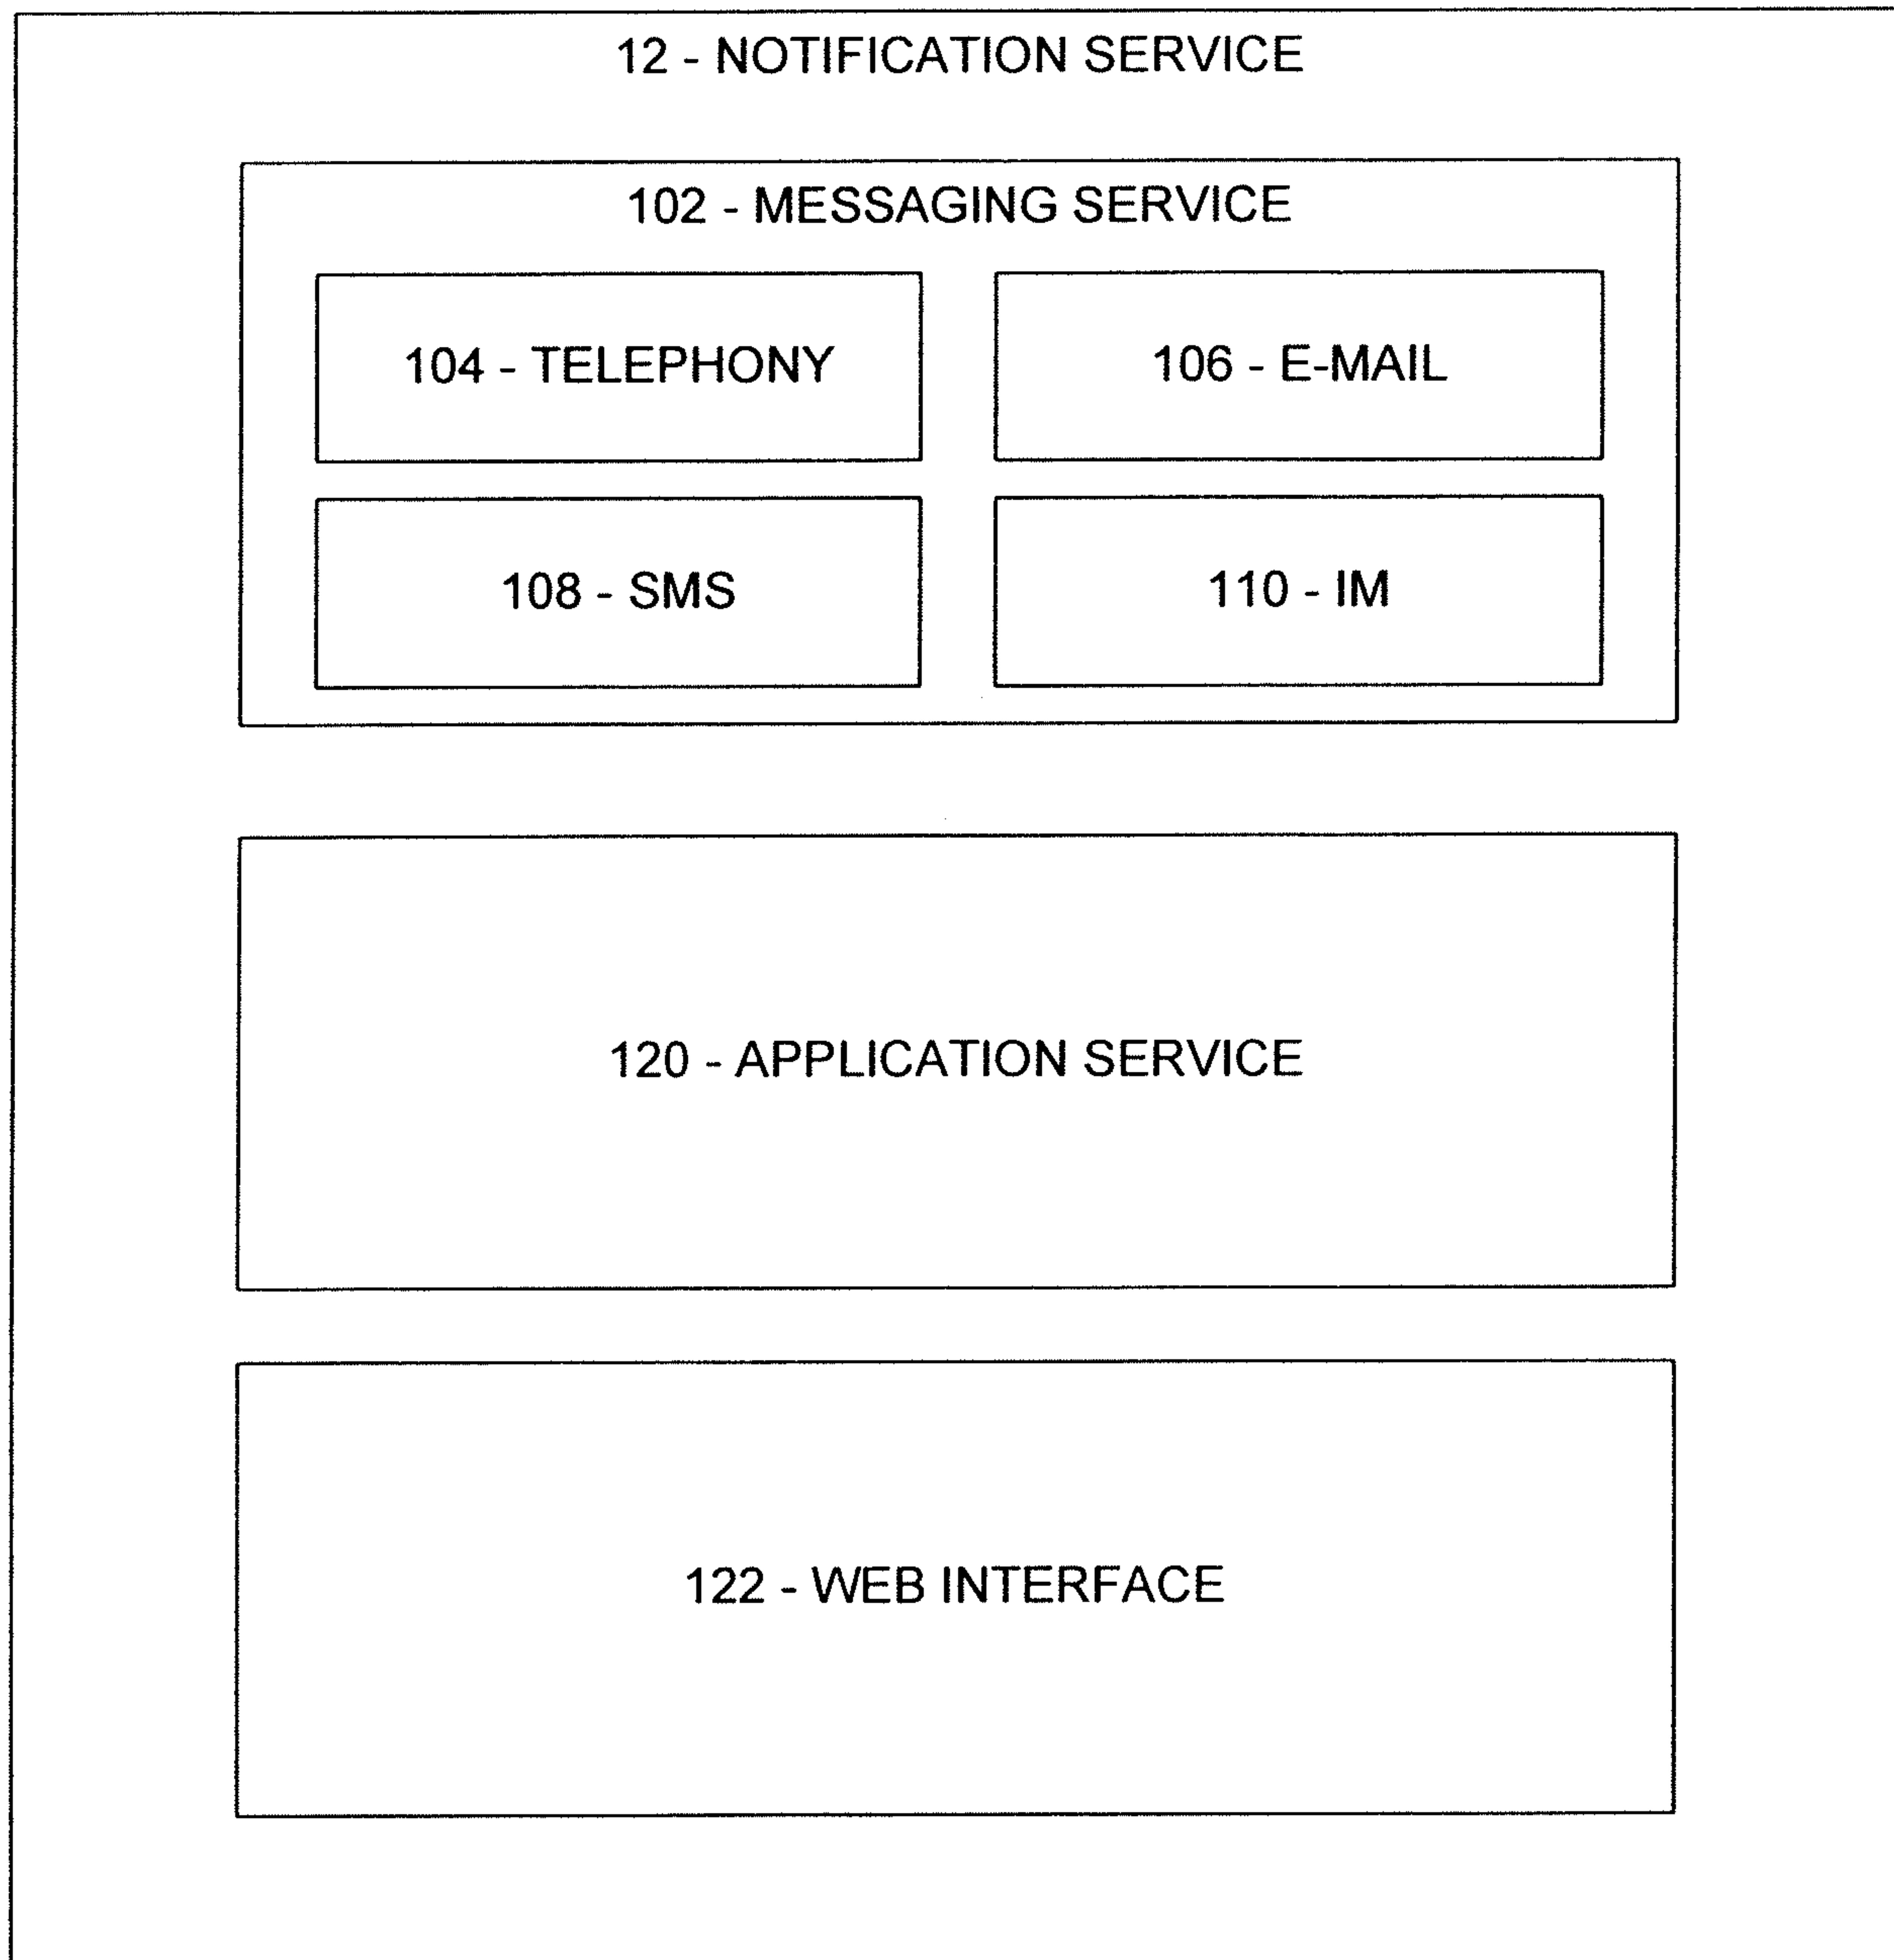 12 - NOTIFICATION SERVICE
102 - MESSAGING SERVICE
104 - TELEPHONY
106 - E-MAIL
108 - SMS
110 - IM
120 - APPLICATION SERVICE
122 - WEB INTERFACE